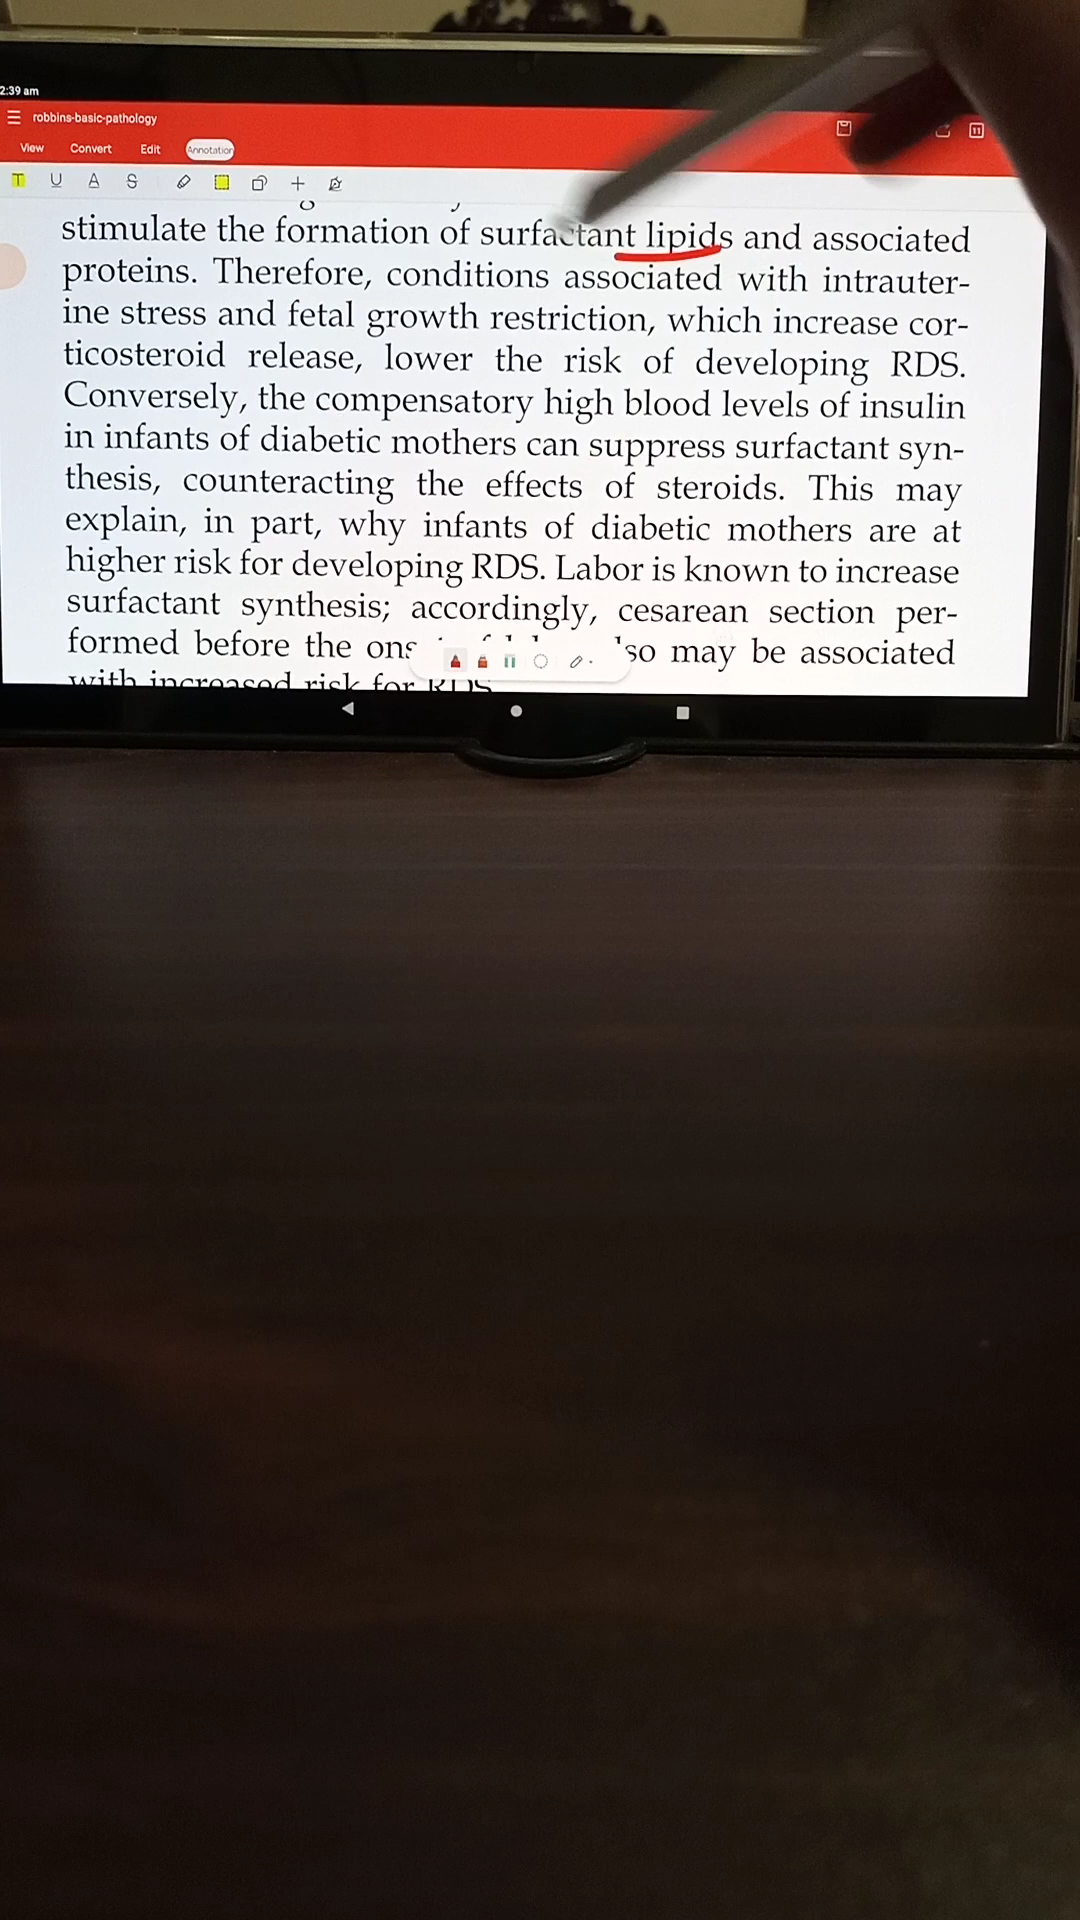 2:39 am
robbins-basic-pathology
View Convert Edit Annotation
T U A S
stimulate the formation of surfactant lipids and associated
proteins. Therefore, conditions associated with intrauter-
ine stress and fetal growth restriction, which increase cor-
ticosteroid release, lower the risk of developing RDS.
Conversely, the compensatory high blood levels of insulin
in infants of diabetic mothers can suppress surfactant syn-
thesis, counteracting the effects of steroids. This may
explain, in part, why infants of diabetic mothers are at
higher risk for developing RDS. Labor is known to increase
surfactant synthesis; accordingly, cesarean section per-
formed before the may be associated
with increased risk for RDS